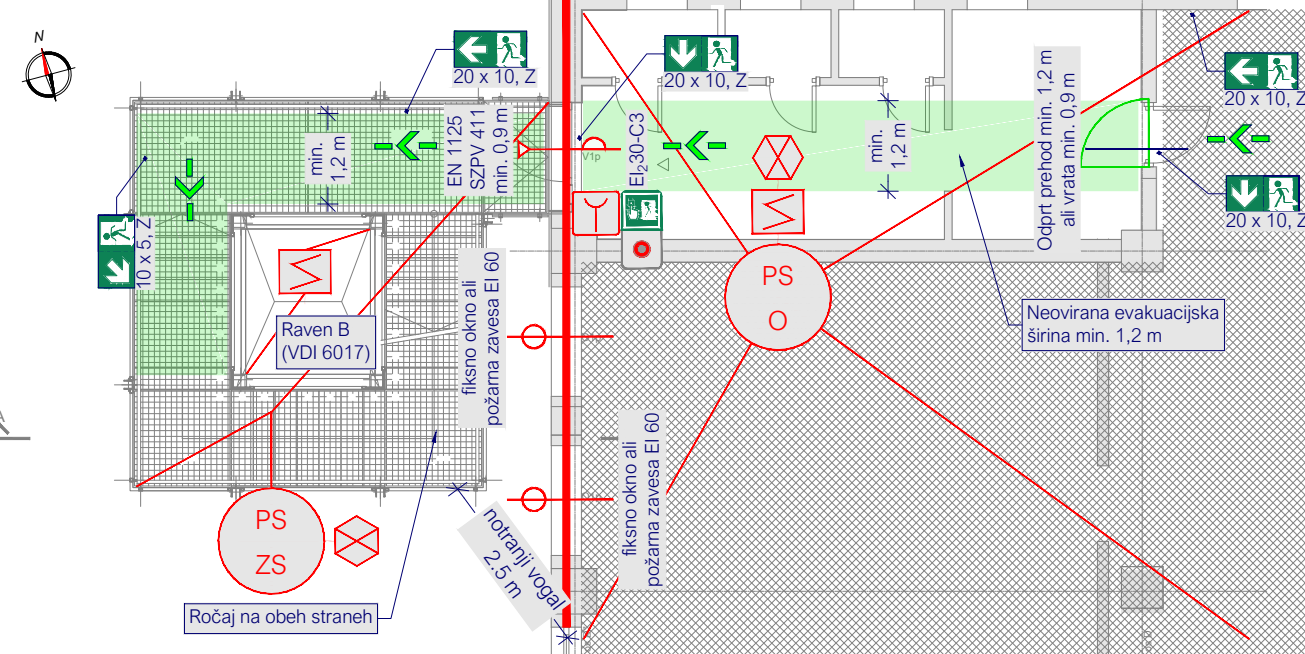 N
20 x 10, Z
20 x 10, Z
20 x 10, Z
20 x 10, Z
10 x 5, Z
min.
1,2 m
EN 1125
SZPV 411
min. 0,9 m
V1p
EI₂30-C3
min.
1,2 m
Odprt prehod min. 1,2 m
ali vrata min. 0,9 m
PS
O
Neovirana evakuacijska
širina min. 1,2 m
Raven B
(VDI 6017)
fiksno okno ali
požarna zavesa EI 60
fiksno okno ali
požarna zavesa EI 60
PS
ZS
notranji vogal
2.5 m
Ročaj na obeh straneh